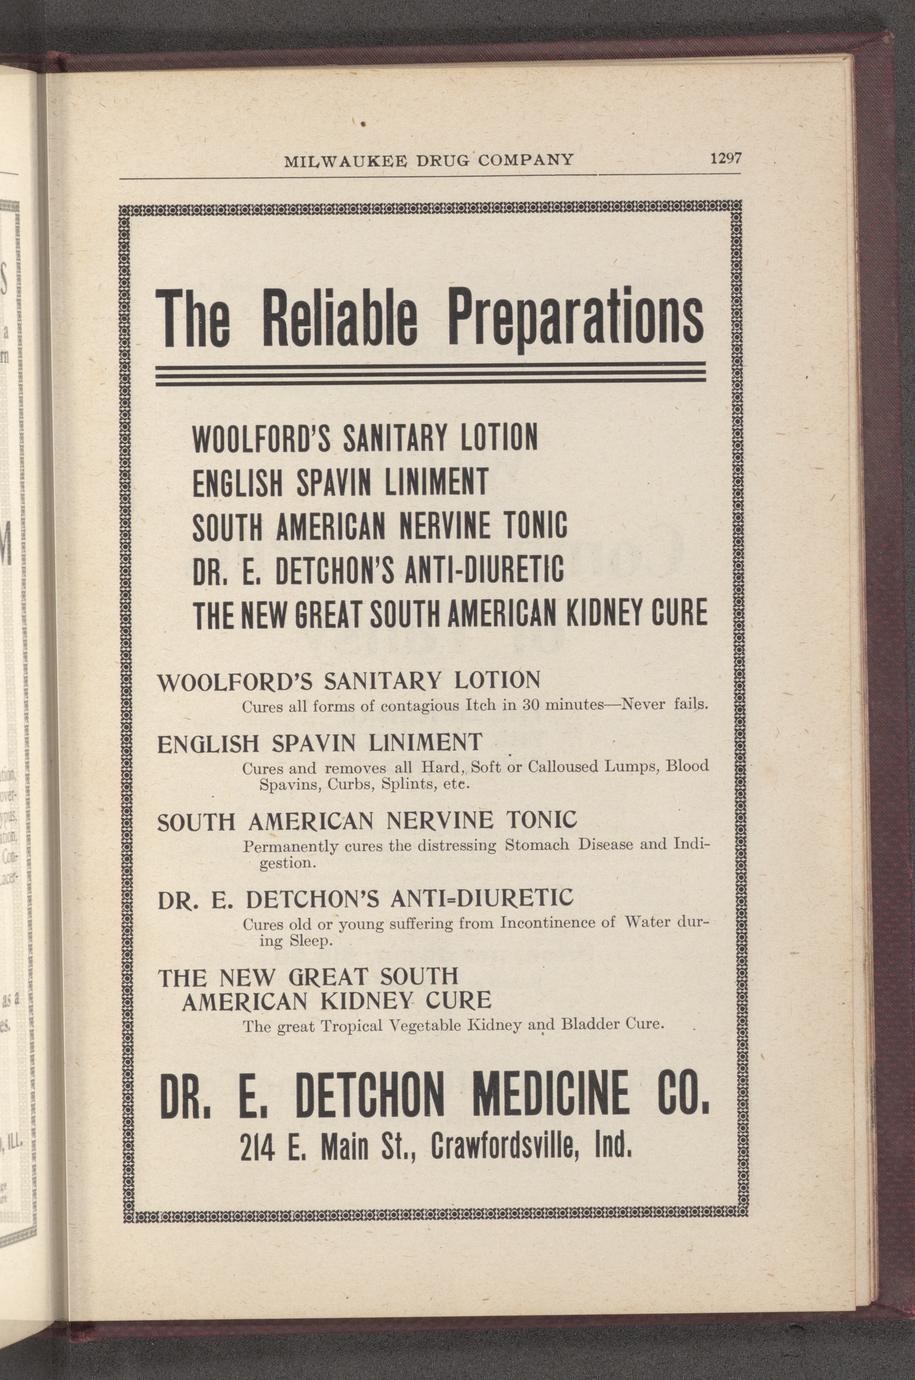 MILWAUKEE DRUG COMPANY 1297
The Reliable Preparations
WOOLFORD'S SANITARY LOTION
ENGLISH SPAVIN LINIMENT
SOUTH AMERICAN NERVINE TONIC
DR. E. DETCHON'S ANTI-DIURETIC
THE NEW GREAT SOUTH AMERICAN KIDNEY CURE
WOOLFORD'S SANITARY LOTION
Cures all forms of contagious Itch in 30 minutes—Never fails.
ENGLISH SPAVIN LINIMENT
Cures and removes all Hard, Soft or Calloused Lumps, Blood
Spavins, Curbs, Splints, etc.
SOUTH AMERICAN NERVINE TONIC
Permanently cures the distressing Stomach Disease and Indi-
gestion.
DR. E. DETCHON'S ANTI=DIURETIC
Cures old or young suffering from Incontinence of Water dur-
ing Sleep.
THE NEW GREAT SOUTH
AMERICAN KIDNEY CURE
The great Tropical Vegetable Kidney and Bladder Cure.
DR. E. DETCHON MEDICINE CO.
214 E. Main St., Crawfordsville, Ind.